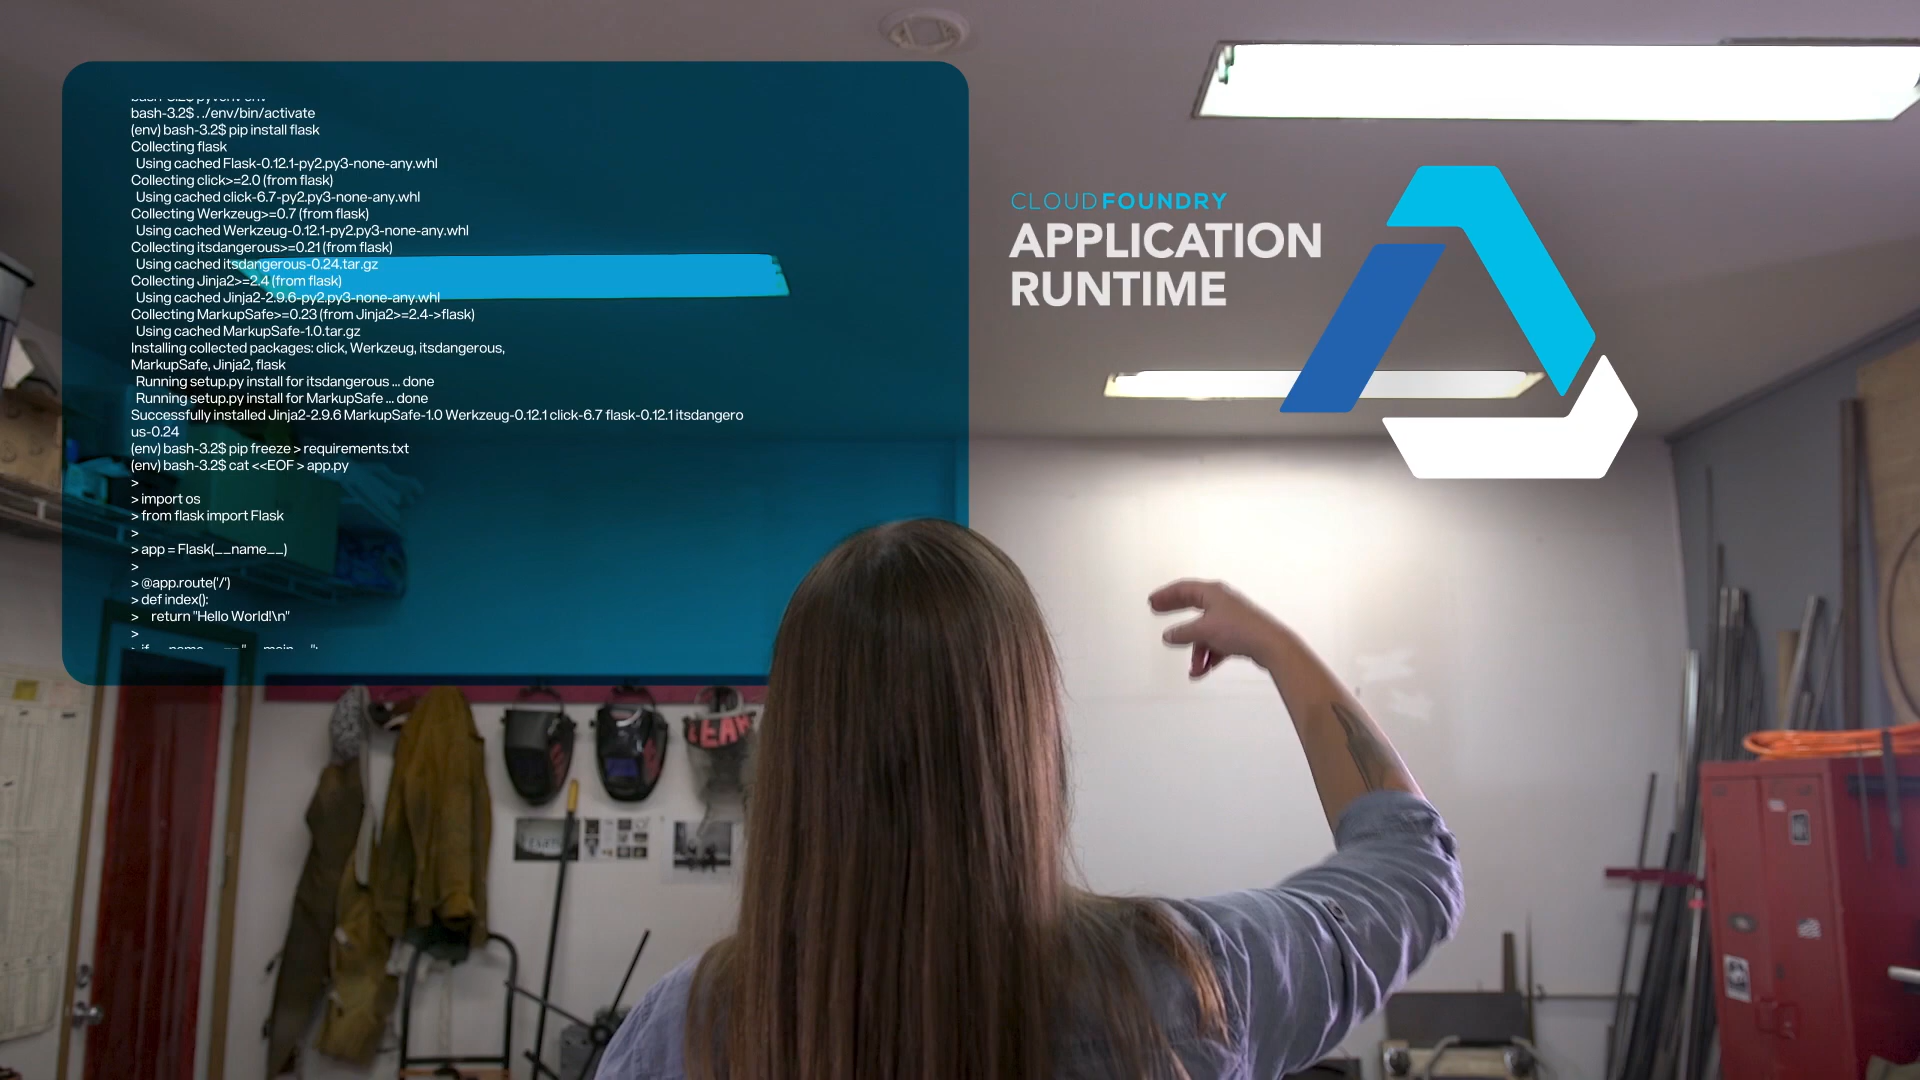 bash-3.2$ pyvenv env
bash-3.2$ . ./env/bin/activate
(env) bash-3.2$ pip install flask
Collecting flask
Using cached Flask-0.12.1-py2.py3-none-any.whl
Collecting click>=2.0 (from flask)
Using cached click-6.7-py2.py3-none-any.whl
Collecting Werkzeug>=0.7 (from flask)
Using cached Werkzeug-0.12.1-py2.py3-none-any.whl
Collecting itsdangerous>=0.21 (from flask)
Using cached itsdangerous-0.24.tar.gz
Collecting Jinja2>=2.4 (from flask)
Using cached Jinja2-2.9.6-py2.py3-none-any.whl
Collecting MarkupSafe>=0.23 (from Jinja2>=2.4->flask)
Using cached MarkupSafe-1.0.tar.gz
Installing collected packages: click, Werkzeug, itsdangerous,
MarkupSafe, Jinja2, flask
Running setup.py install for itsdangerous ... done
Running setup.py install for MarkupSafe ... done
Successfully installed Jinja2-2.9.6 MarkupSafe-1.0 Werkzeug-0.12.1 click-6.7 flask-0.12.1 itsdangero
us-0.24
(env) bash-3.2$ pip freeze > requirements.txt
(env) bash-3.2$ cat <<EOF > app.py
>
> import os
> from flask import Flask
>
> app = Flask(__name__)
>
> @app.route('/')
> def index():
> return "Hello World!\n"
>
> if __name__ == "__main__":
CLOUDFOUNDRY
APPLICATION
RUNTIME